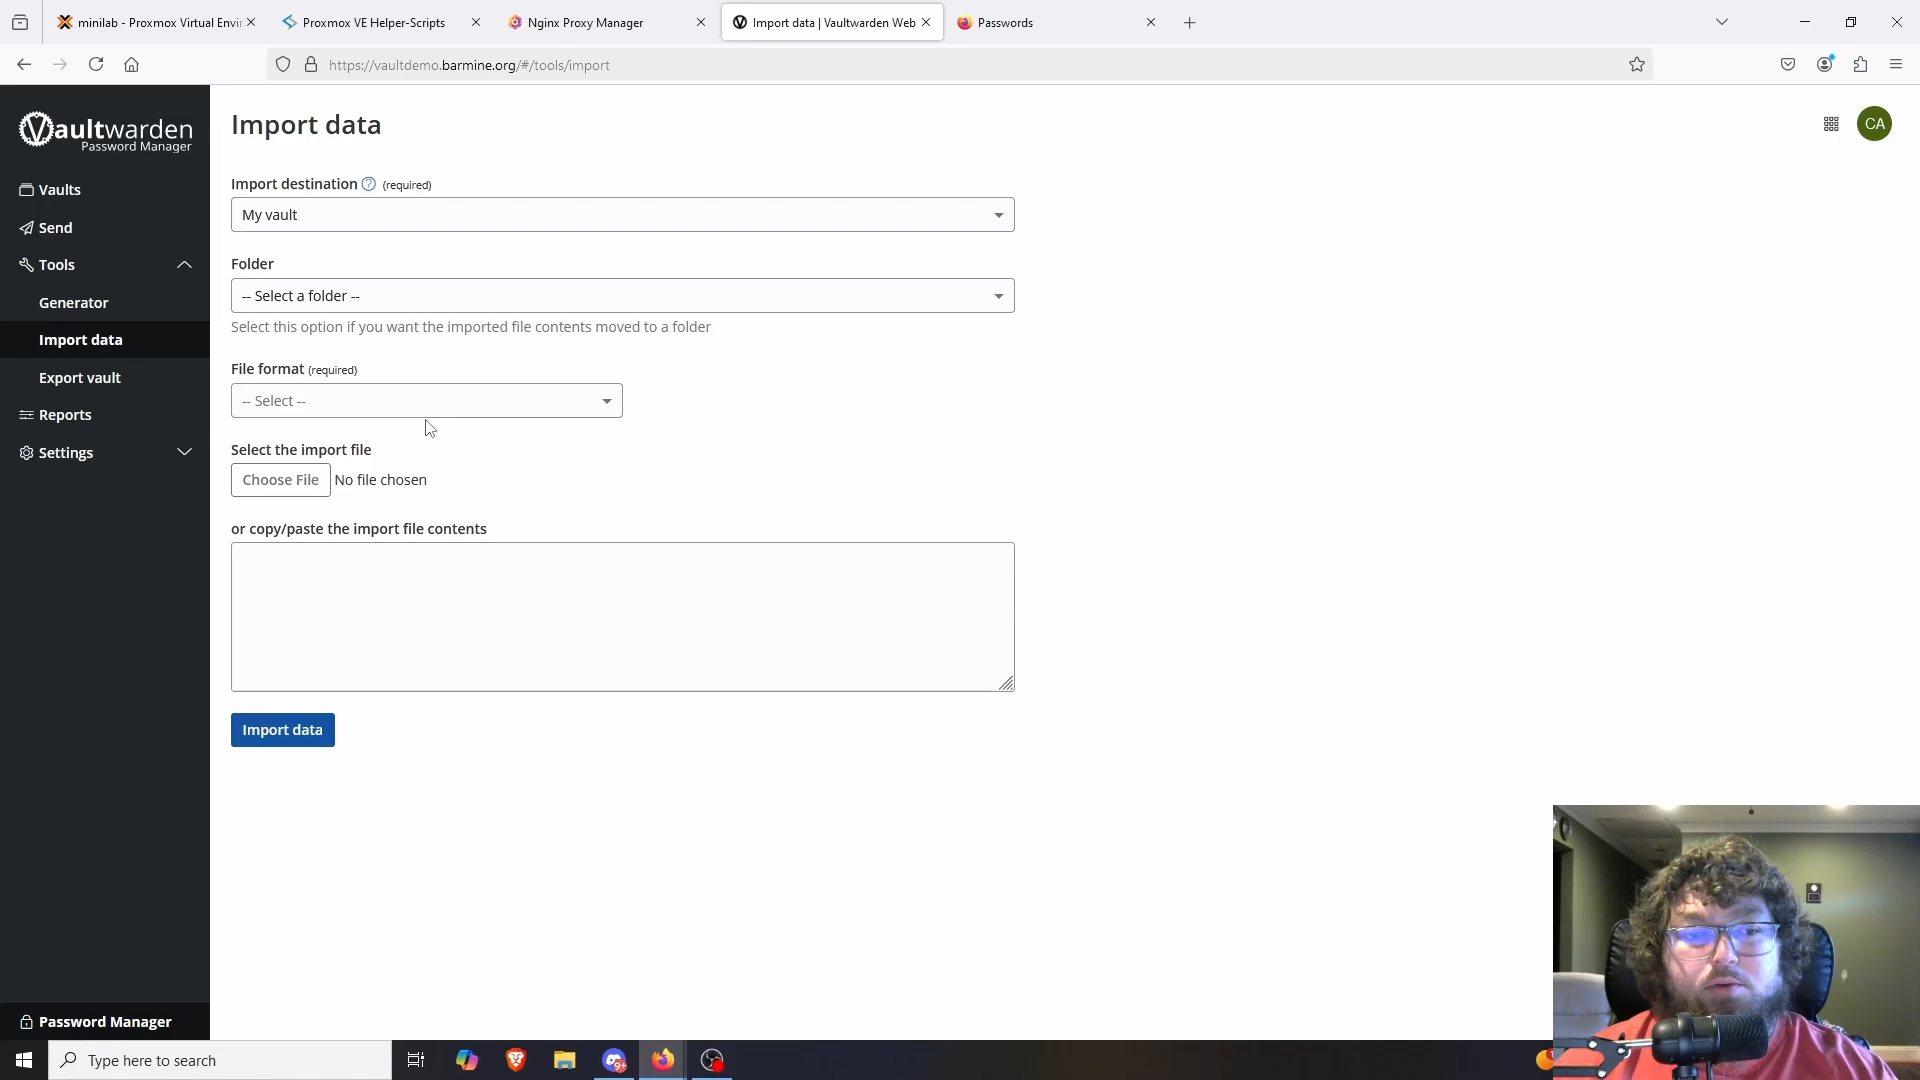 minilab - Proxmox Virtual Envir
Proxmox VE Helper-Scripts
Nginx Proxy Manager
Import data | Vaultwarden Web
Passwords
https://vaultdemo.barmine.org/#/tools/import
Vaultwarden
Password Manager
Vaults
Send
Tools
Generator
Import data
Export vault
Reports
Settings
Password Manager
Import data
CA
Import destination (required)
My vault
Folder
-- Select a folder --
Select this option if you want the imported file contents moved to a folder
File format (required)
-- Select --
Select the import file
Choose File No file chosen
or copy/paste the import file contents
Import data
Type here to search
9+